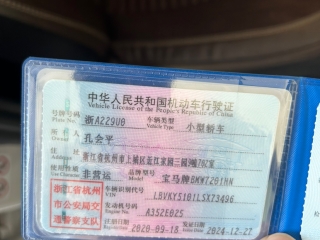 中华人民共和国机动车行驶证
Vehicle License of the People's Republic of China
号牌号码 浙A229U8 车辆类型 小型轿车
Plate No. Vehicle Type
所有人 孔会平
住址 浙江省杭州市上城区
使用性质 非营运 品牌型号 宝马牌BMW7201HN
浙江省杭州 车辆识别代号 LBVKY5101LSX73496
市公安局交 发动机号码 A352E025
通警察支队 Engine No.
注册日期 2020-09-18 发证日期 2024-12-27